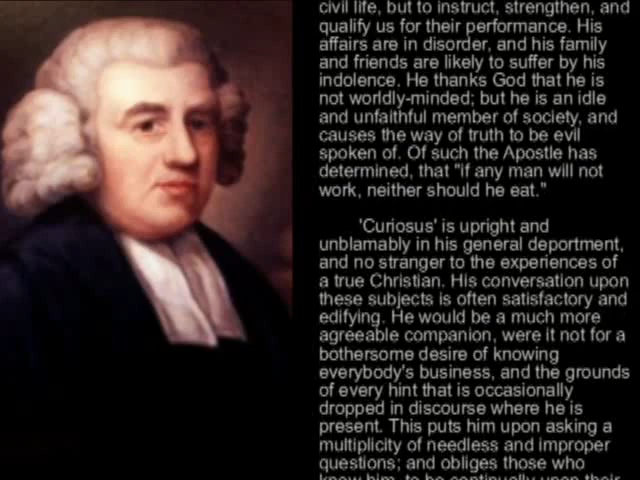 civil life, but to instruct, strengthen, and
qualify us for their performance. His
affairs are in disorder, and his family
and friends are likely to suffer by his
indolence. He thanks God that he is
not worldly-minded; but he is an idle
and unfaithful member of society, and
causes the way of truth to be evil
spoken of. Of such the Apostle has
determined, that "if any man will not
work, neither should he eat."
'Curiosus' is upright and
unblamably in his general deportment,
and no stranger to the experiences of
a true Christian. His conversation upon
these subjects is often satisfactory and
edifying. He would be a much more
agreeable companion, were it not for a
bothersome desire of knowing
everybody's business, and the grounds
of every hint that is occasionally
dropped in discourse where he is
present. This puts him upon asking a
multiplicity of needless and improper
questions; and obliges those who
know him, to be continually upon their